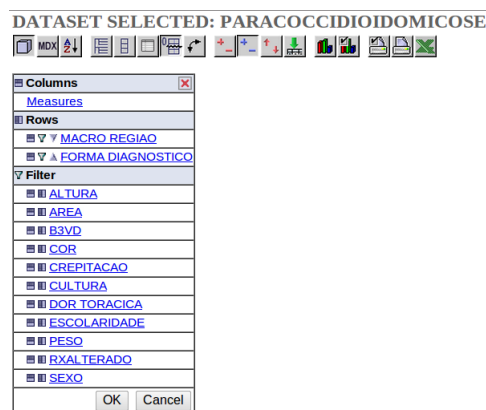 DATASET SELECTED: PARACOCCIDIOIDOMICOSE
MDX
Columns
Measures
Rows
MACRO REGIAO
FORMA DIAGNOSTICO
Filter
ALTURA
AREA
B3VD
COR
CREPITACAO
CULTURA
DOR TORACICA
ESCOLARIDADE
PESO
RXALTERADO
SEXO
OK Cancel